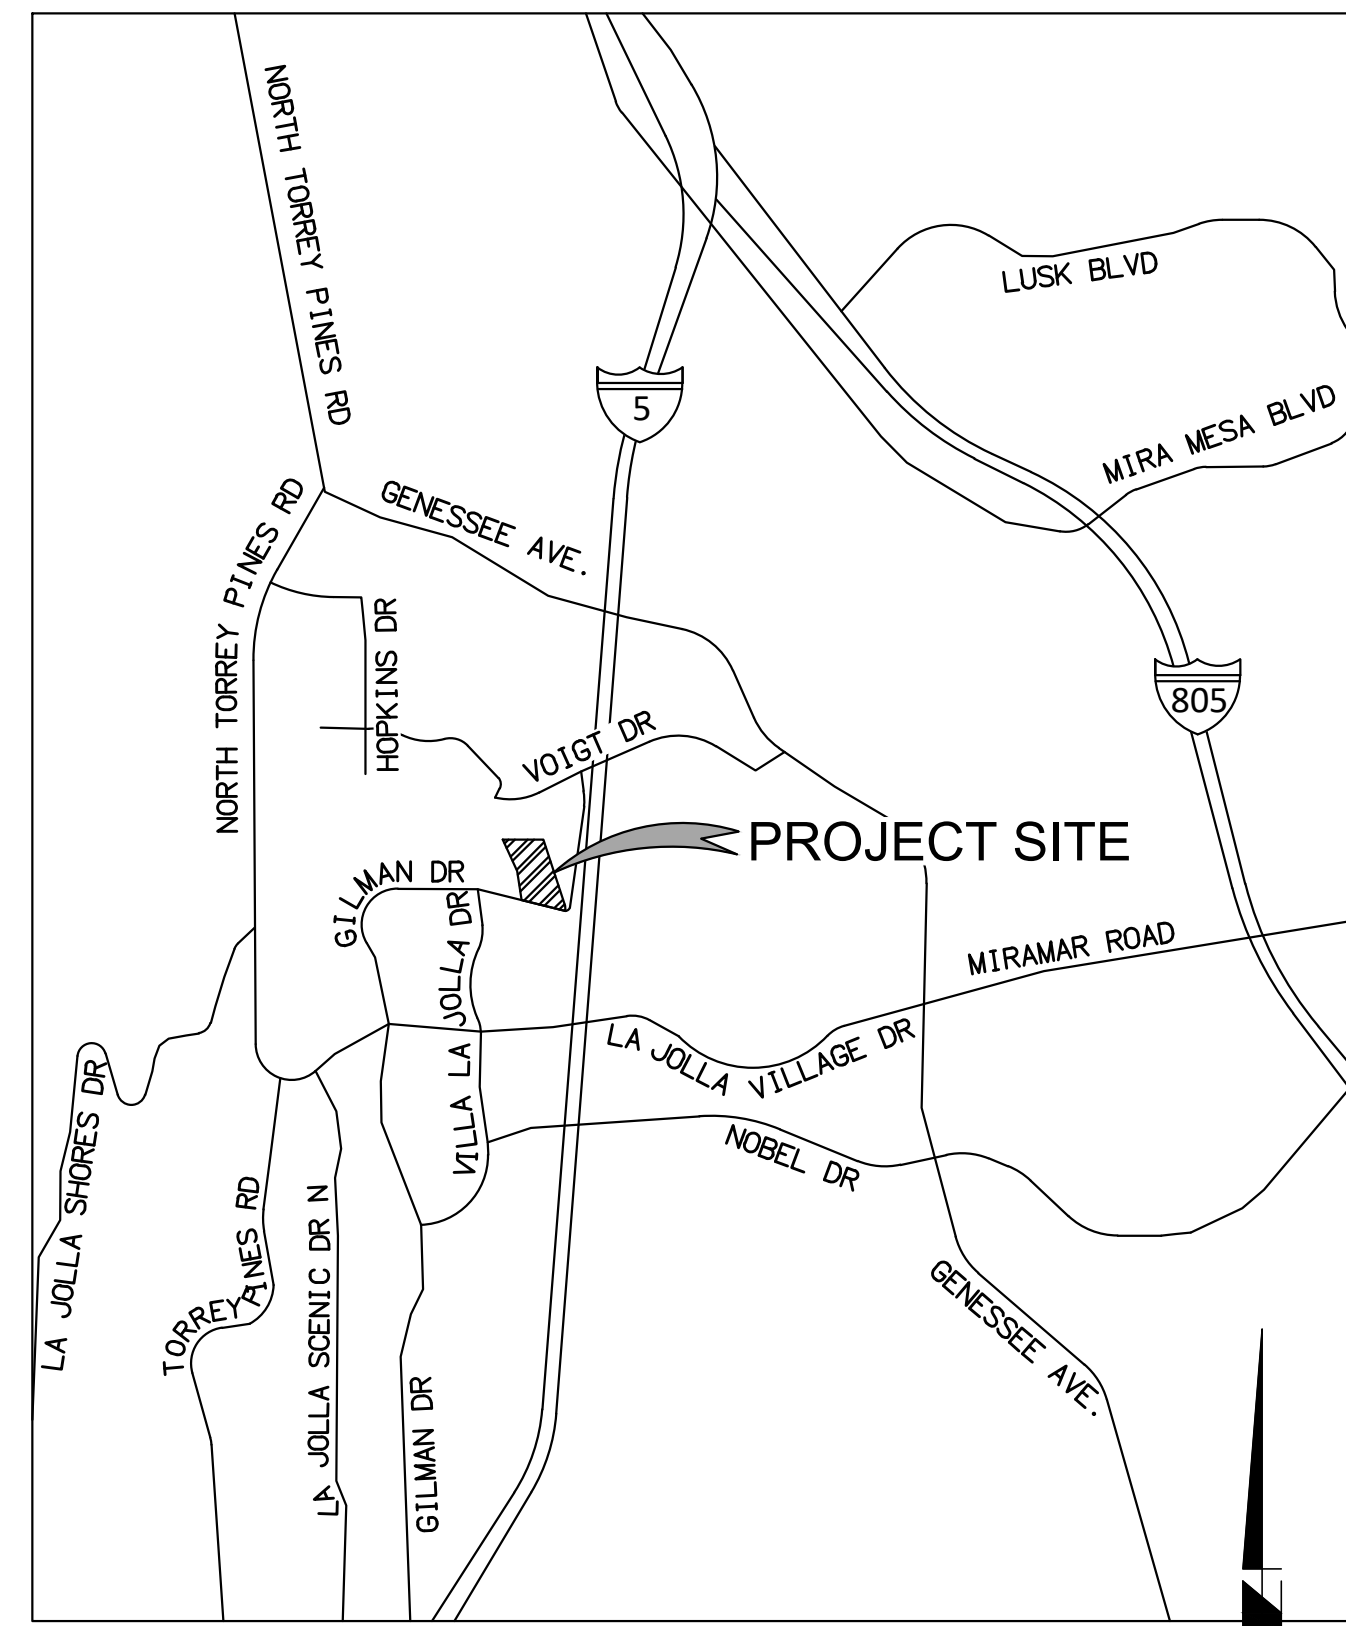 NORTH TORREY PINES RD
LUSK BLVD
5
MIRA MESA BLVD
GENESSEE AVE.
NORTH TORREY PINES RD
HOPKINS DR
805
VOIGT DR
PROJECT SITE
GILMAN DR
VILLA LA JOLLA DR
MIRAMAR ROAD
LA JOLLA VILLAGE DR
LA JOLLA SHORES DR
NOBEL DR
TORREY PINES RD
LA JOLLA SCENIC DR N
GENESSEE AVE.
GILMAN DR